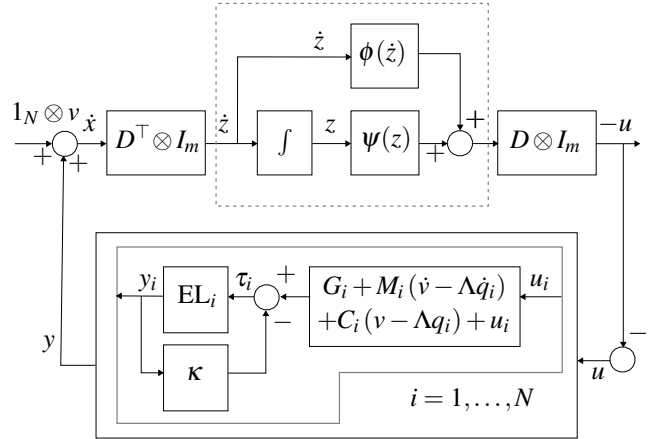 ż
ϕ(ż)
1_N ⊗ v
ẋ
+
+
D^⊤ ⊗ I_m
ż
∫
z
ψ(z)
+
+
D ⊗ I_m
−u
y
y_i
EL_i
τ_i
+
−
κ
G_i + M_i(v̇ − Λq̇_i)
+C_i(v − Λq_i) + u_i
u_i
−
u
i = 1,…,N